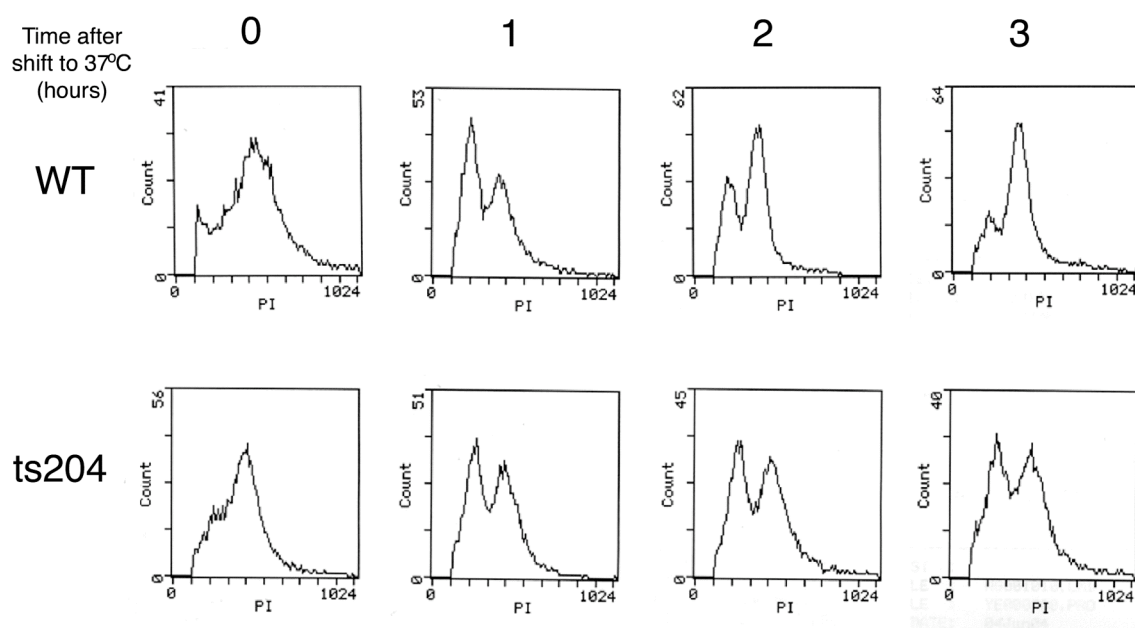 Time after
shift to 37ºC
(hours)
0 1 2 3
WT
41 Count 0 0 1024 PI
53 Count 0 0 1024 PI
62 Count 0 0 1024 PI
64 Count 0 0 1024 PI
ts204
56 Count 0 0 1024 PI
51 Count 0 0 1024 PI
45 Count 0 0 1024 PI
40 Count 0 0 1024 PI